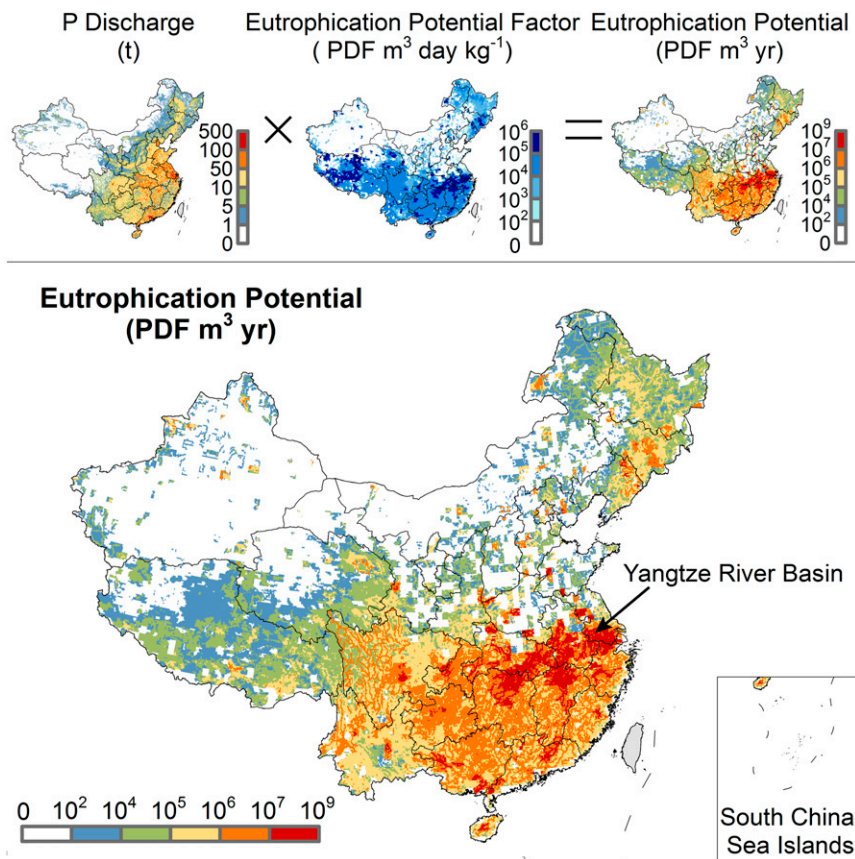 P Discharge
(t)
Eutrophication Potential Factor
( PDF m³ day kg⁻¹)
Eutrophication Potential
(PDF m³ yr)
500
100
50
10
5
1
0
×
10⁶
10⁵
10⁴
10³
10²
0
=
10⁹
10⁷
10⁶
10⁵
10⁴
10²
0
Eutrophication Potential
(PDF m³ yr)
Yangtze River Basin
0 10² 10⁴ 10⁵ 10⁶ 10⁷ 10⁹
South China
Sea Islands